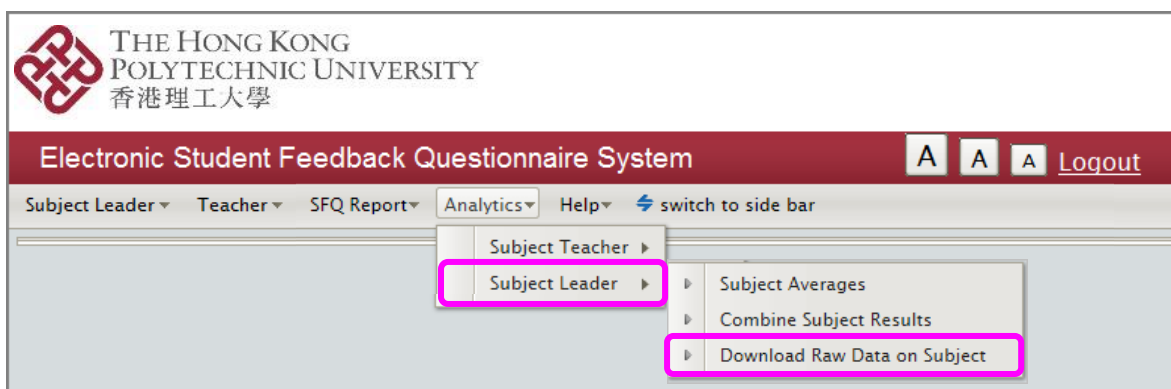 THE HONG KONG
POLYTECHNIC UNIVERSITY
香港理工大學
Electronic Student Feedback Questionnaire System A A A Logout
Subject Leader Teacher SFQ Report Analytics Help switch to side bar
Subject Teacher
Subject Leader
Subject Averages
Combine Subject Results
Download Raw Data on Subject